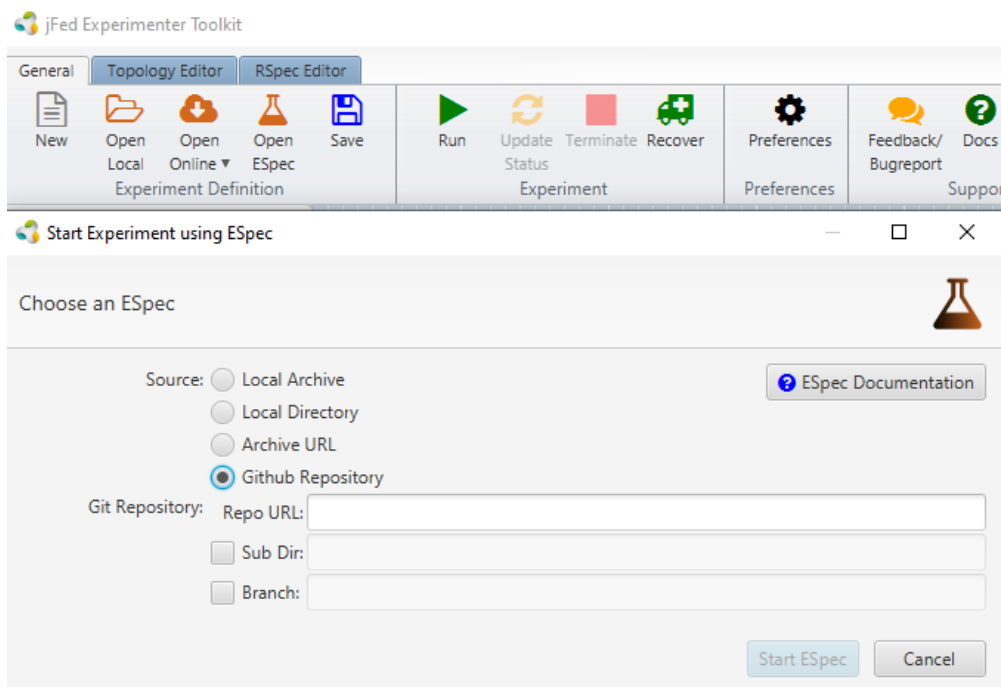 jFed Experimenter Toolkit
General Topology Editor RSpec Editor
New Open Local Open Online ▼ Open ESpec Save Run Update Status Terminate Recover Preferences Feedback/ Bugreport Docs
Experiment Definition Experiment Preferences Suppo
Start Experiment using ESpec
Choose an ESpec
Source: Local Archive
ESpec Documentation
Local Directory
Archive URL
Github Repository
Git Repository: Repo URL:
Sub Dir:
Branch:
Start ESpec Cancel